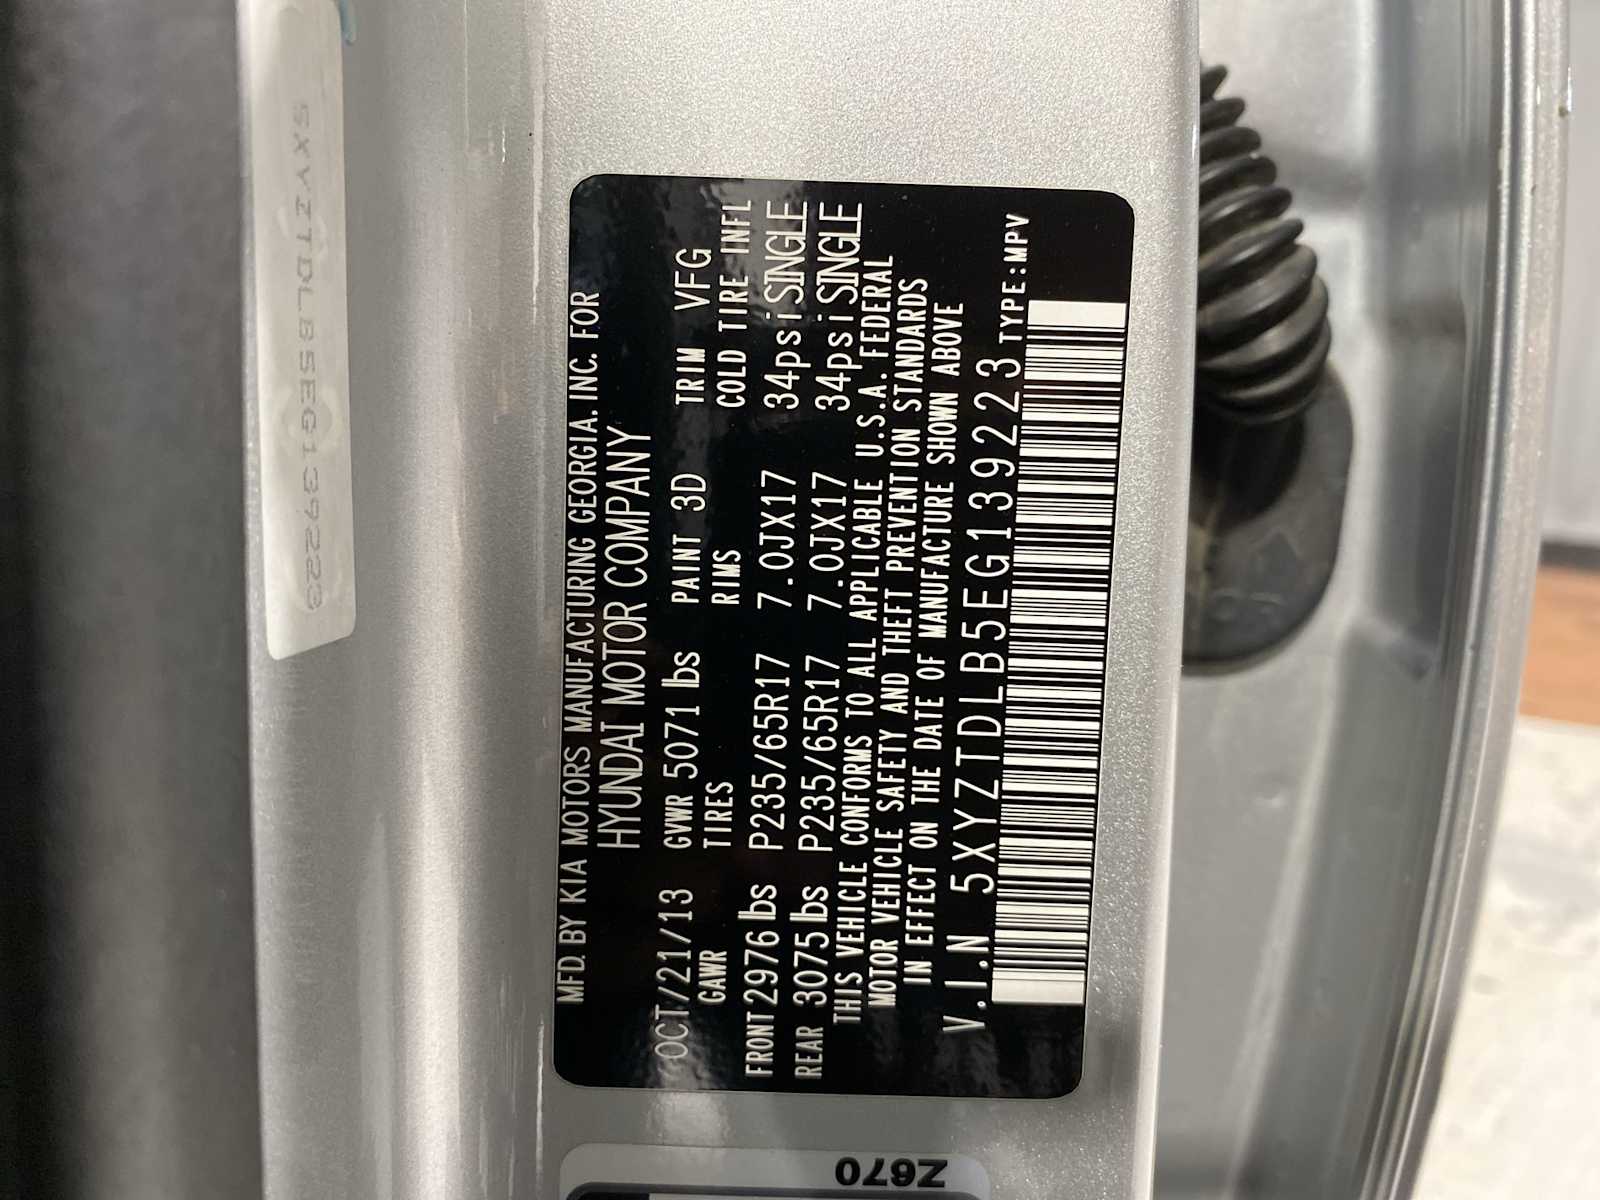 MFD. BY KIA MOTORS MANUFACTURING GEORGIA, INC. FOR
HYUNDAI MOTOR COMPANY
OCT/21/13 GVWR 5071 lbs PAINT 3D TRIM VFG
GAWR TIRES RIMS COLD TIRE INFL
FRONT 2976 lbs P235/65R17 7.0JX17 34psi SINGLE
REAR 3075 lbs P235/65R17 7.0JX17 34psi SINGLE
THIS VEHICLE CONFORMS TO ALL APPLICABLE U.S.A. FEDERAL
MOTOR VEHICLE SAFETY AND THEFT PREVENTION STANDARDS
IN EFFECT ON THE DATE OF MANUFACTURE SHOWN ABOVE
V.I.N 5XYZTDLB5EG139223 TYPE:MPV
5XYZTDLB5EG139223
Z670